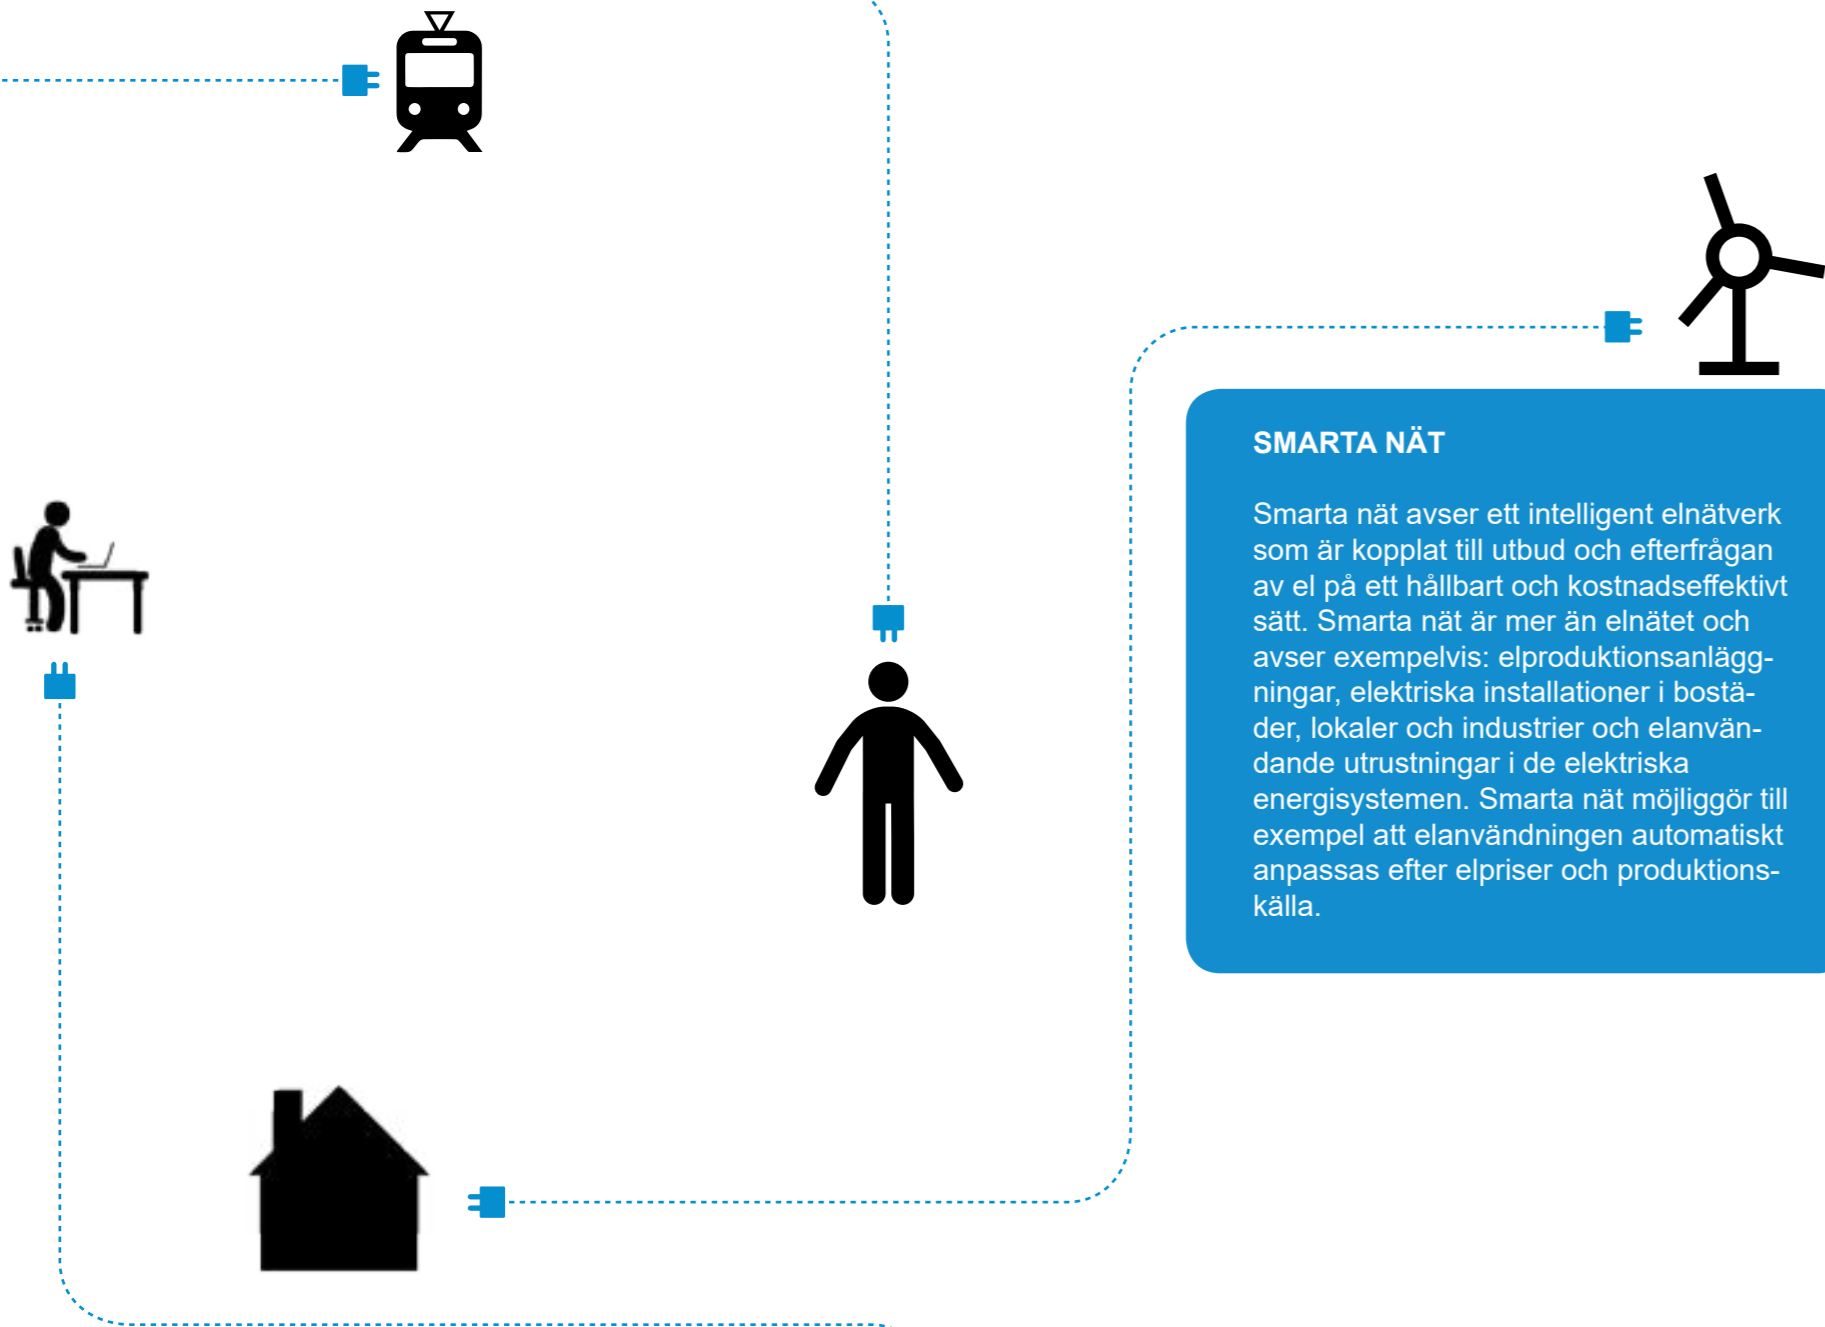 SMARTA NÄT
Smarta nät avser ett intelligent elnätverk
som är kopplat till utbud och efterfrågan
av el på ett hållbart och kostnadseffektivt
sätt. Smarta nät är mer än elnätet och
avser exempelvis: elproduktionsanlägg-
ningar, elektriska installationer i bostä-
der, lokaler och industrier och elanvän-
dande utrustningar i de elektriska
energisystemen. Smarta nät möjliggör till
exempel att elanvändningen automatiskt
anpassas efter elpriser och produktions-
källa.